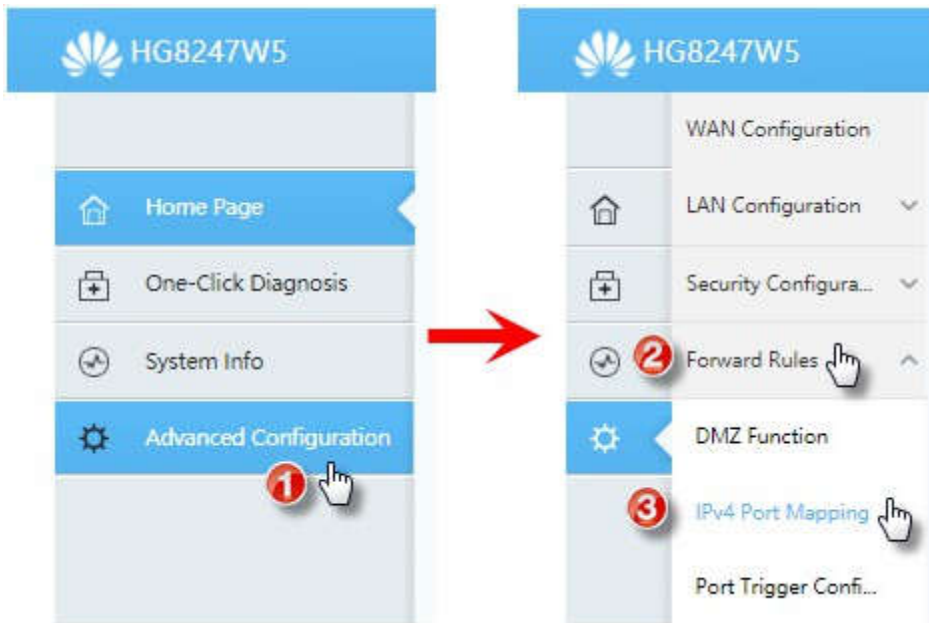 HG8247W5
Home Page
One-Click Diagnosis
System Info
Advanced Configuration
1
HG8247W5
WAN Configuration
LAN Configuration
Security Configura...
2 Forward Rules
DMZ Function
3 IPv4 Port Mapping
Port Trigger Confi...